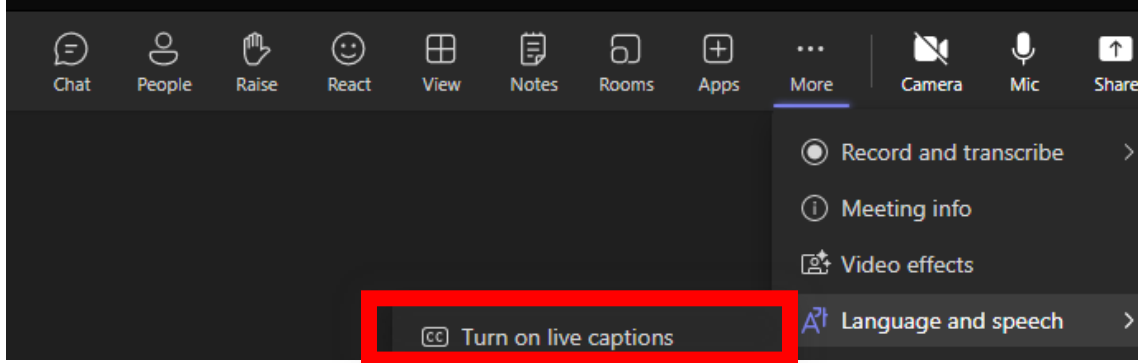 Chat People Raise React View Notes Rooms Apps More Camera Mic Share
Record and transcribe
Meeting info
Video effects
Language and speech
CC Turn on live captions